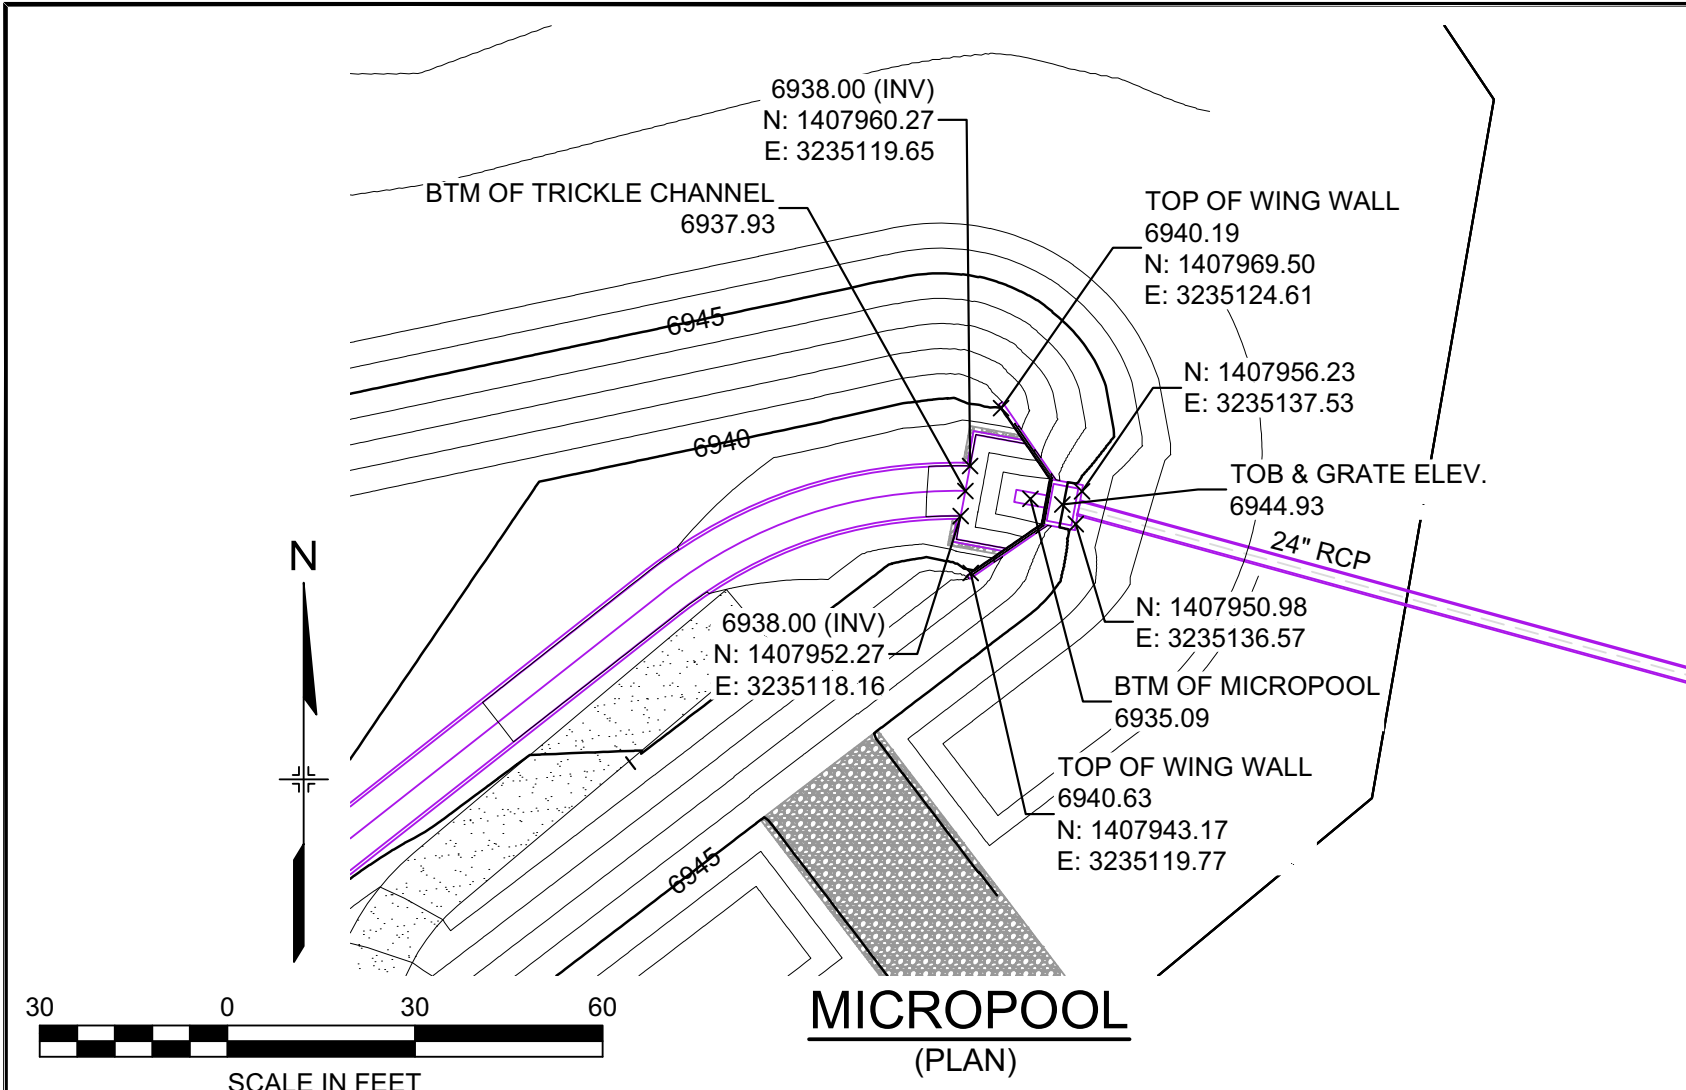 6938.00 (INV)
N: 1407960.27
E: 3235119.65
BTM OF TRICKLE CHANNEL
6937.93
TOP OF WING WALL
6940.19
N: 1407969.50
E: 3235124.61
6945
N: 1407956.23
E: 3235137.53
6940
TOB & GRATE ELEV.
6944.93
24" RCP
N
6938.00 (INV)
N: 1407952.27
E: 3235118.16
N: 1407950.98
E: 3235136.57
BTM OF MICROPOOL
6935.09
TOP OF WING WALL
6940.63
N: 1407943.17
E: 3235119.77
6945
30 0 30 60
SCALE IN FEET
MICROPOOL
(PLAN)